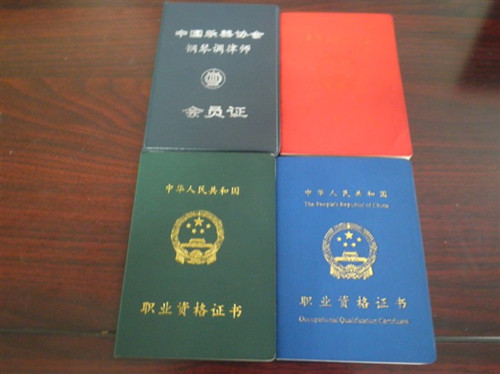 中国乐器协会
钢琴调律师
会员证
中华人民共和国
职业资格证书
中华人民共和国
The People's Republic of China
职业资格证书
Occupational Qualification Certificate